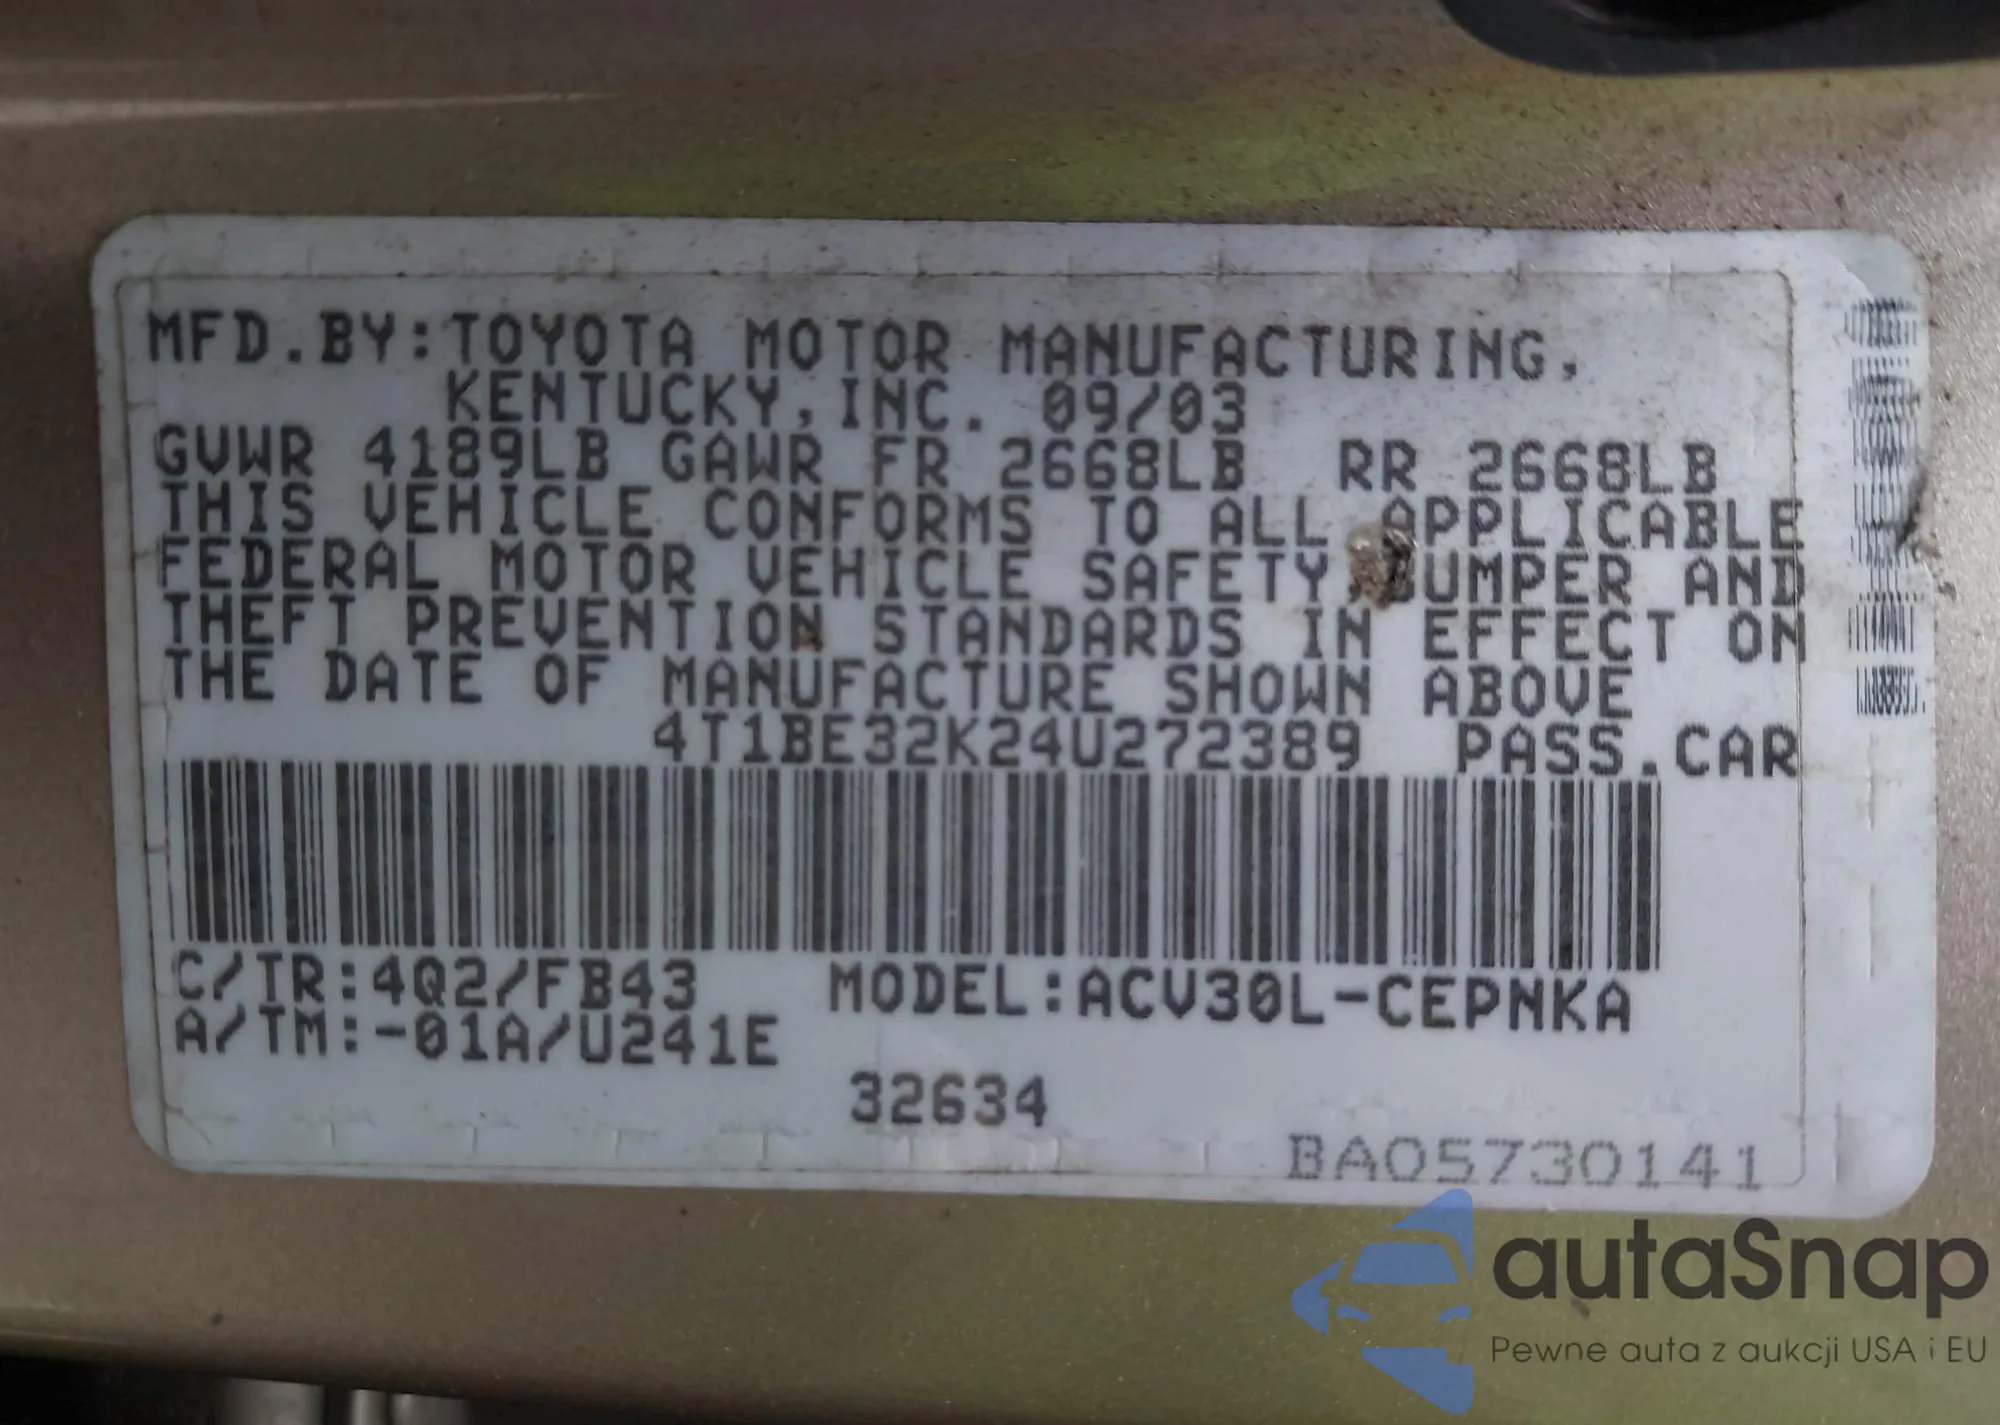 MFD.BY:TOYOTA MOTOR MANUFACTURING,
KENTUCKY,INC. 09/03
GVWR 4189LB GAWR FR 2668LB RR 2668LB
THIS VEHICLE CONFORMS TO ALL APPLICABLE
FEDERAL MOTOR VEHICLE SAFETY BUMPER AND
THEFT PREVENTION STANDARDS IN EFFECT ON
THE DATE OF MANUFACTURE SHOWN ABOVE
4T1BE32K24U272389 PASS.CAR
C/TR:4Q2/FB43 MODEL:ACV30L-CEPNKA
A/TM:-01A/U241E
32634
BA05730141
autaSnap
Pewne auta z aukcji USA i EU